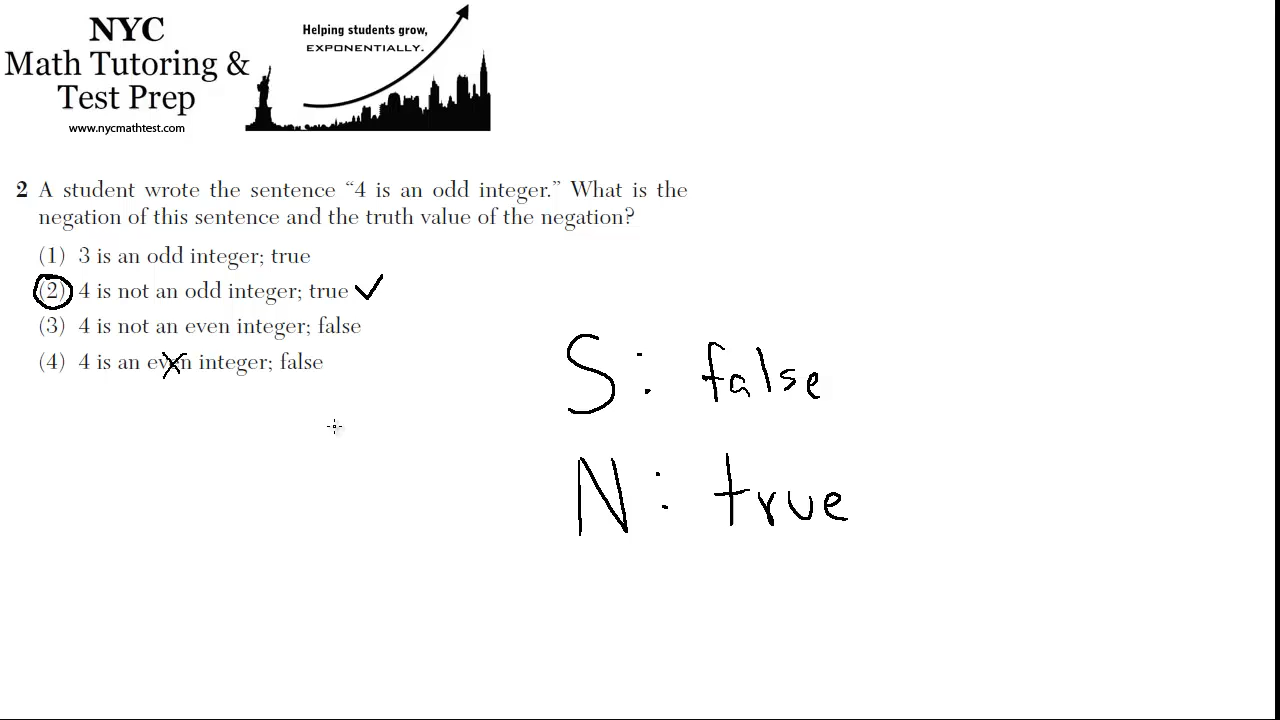 NYC
Math Tutoring &
Test Prep
www.nycmathtest.com
Helping students grow,
EXPONENTIALLY.
2 A student wrote the sentence “4 is an odd integer.” What is the
negation of this sentence and the truth value of the negation?
(1) 3 is an odd integer; true
(2) 4 is not an odd integer; true
(3) 4 is not an even integer; false
(4) 4 is an even integer; false
S: false
N: true